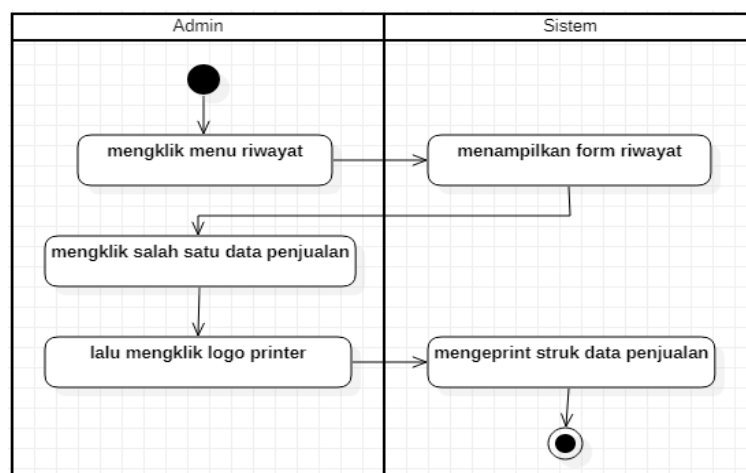 Admin
Sistem
mengklik menu riwayat
menampilkan form riwayat
mengklik salah satu data penjualan
lalu mengklik logo printer
mengeprint struk data penjualan